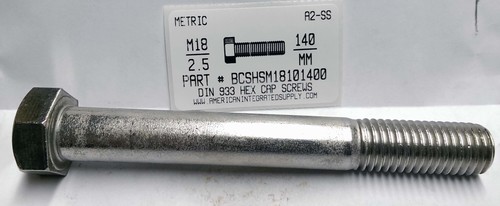 METRIC A2-SS
M18 140
2.5 MM
PART # BCSHSM18101400
DIN 933 HEX CAP SCREWS
WWW.AMERICANINTEGRATEDSUPPLY.COM